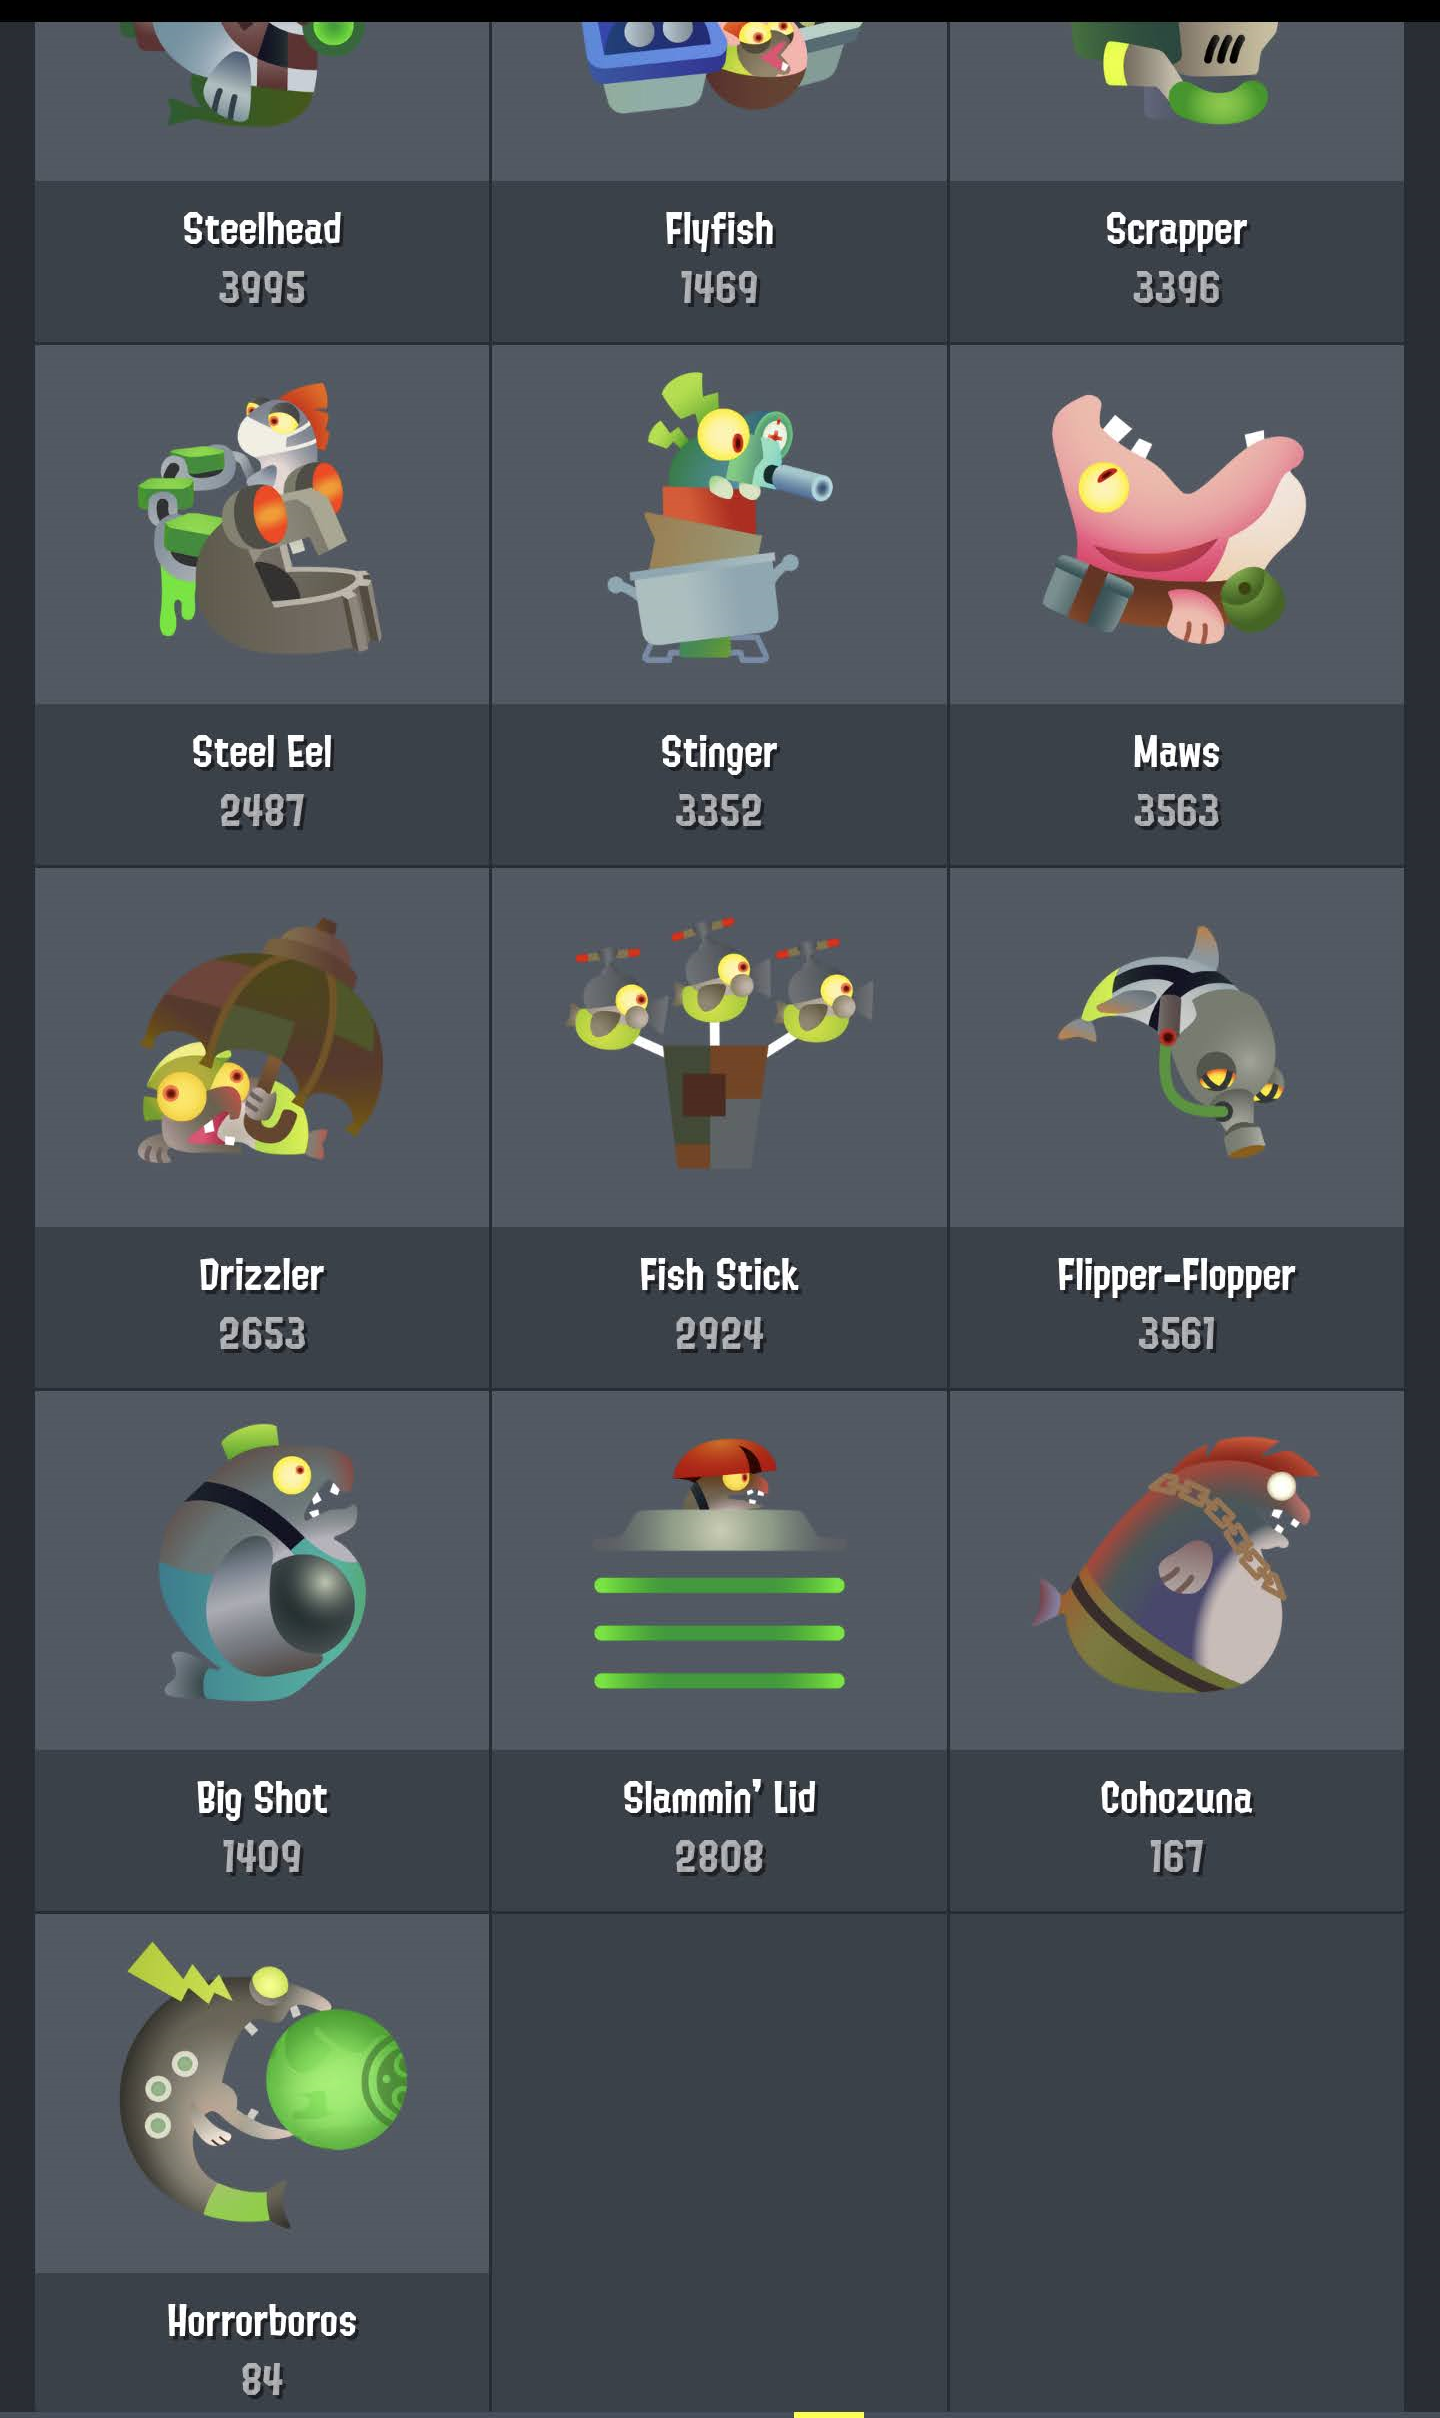 Steelhead
3995
Flyfish
1469
Scrapper
3396
Steel Eel
2487
Stinger
3352
Maws
3563
Drizzler
2653
Fish Stick
2924
Flipper-Flopper
3561
Big Shot
1409
Slammin' Lid
2808
Cohozuna
167
Horrorboros
84